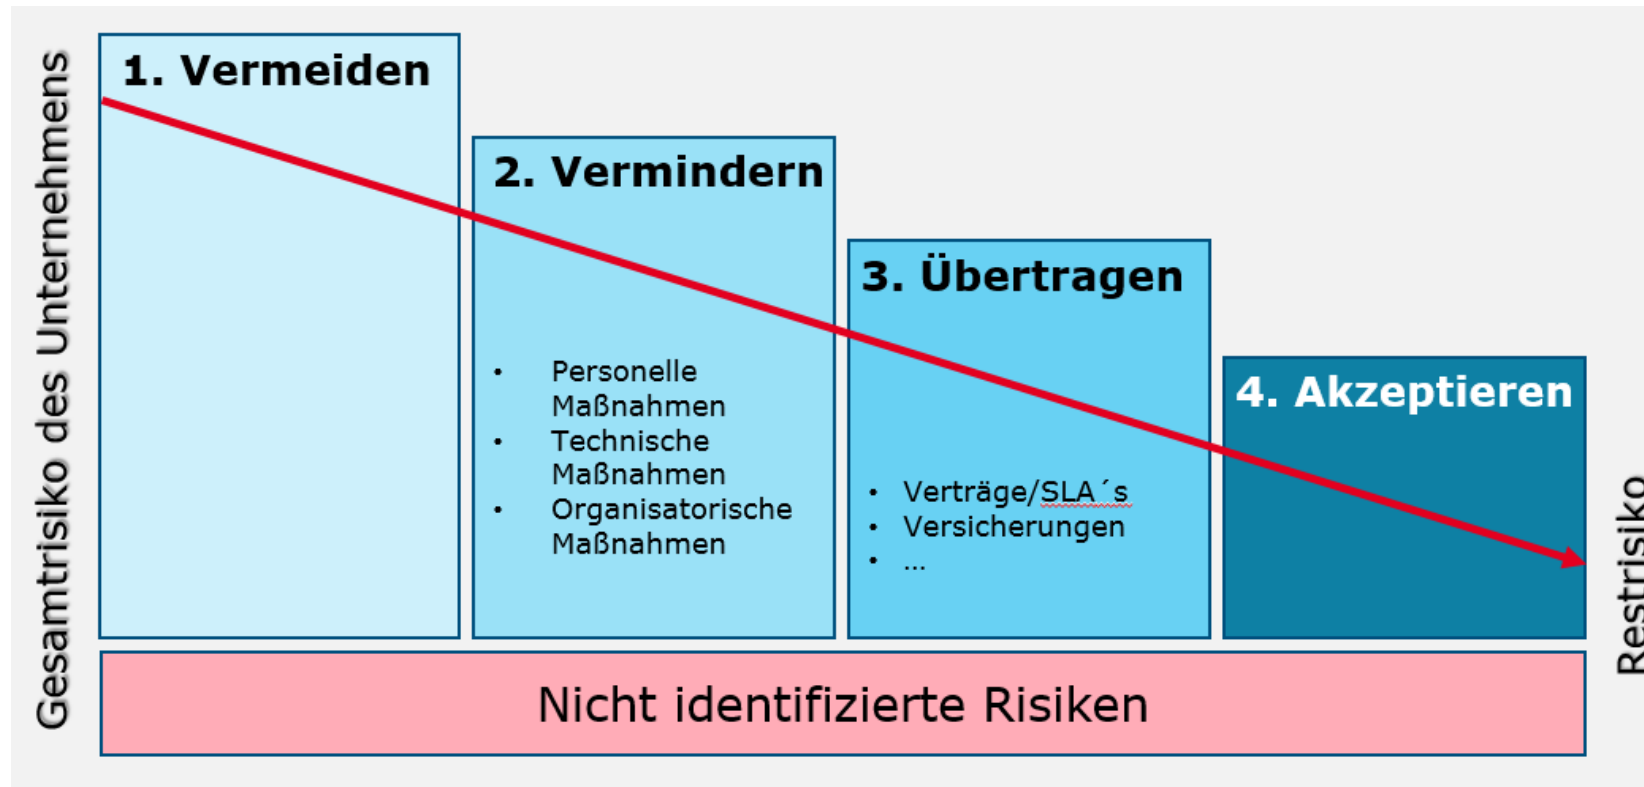 Gesamtrisiko des Unternehmens
1. Vermeiden
2. Vermindern
• Personelle
Maßnahmen
• Technische
Maßnahmen
• Organisatorische
Maßnahmen
3. Übertragen
• Verträge/SLA´s
• Versicherungen
• ...
4. Akzeptieren
Restrisiko
Nicht identifizierte Risiken